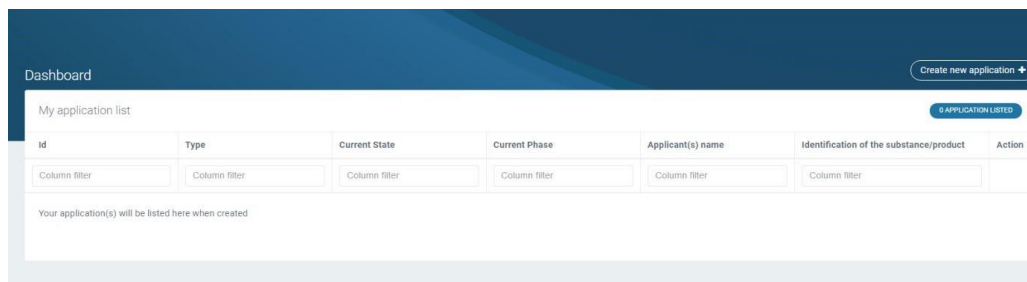 Dashboard
Create new application +
My application list
0 APPLICATION LISTED
Id Type Current State Current Phase Applicant(s) name Identification of the substance/product Action
Column filter Column filter Column filter Column filter Column filter Column filter
Your application(s) will be listed here when created